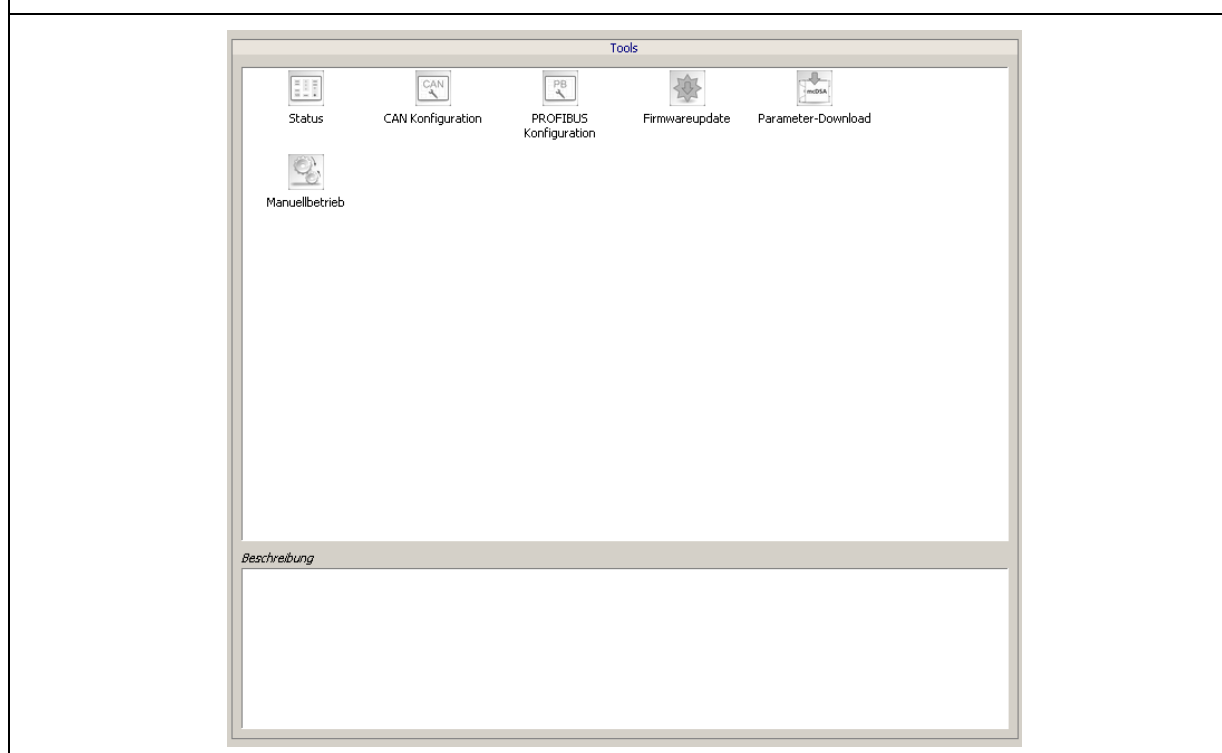 Tools
CAN
PB
mcDSA
Status
CAN Konfiguration
PROFIBUS
Konfiguration
Firmwareupdate
Parameter-Download
Manuellbetrieb
Beschreibung